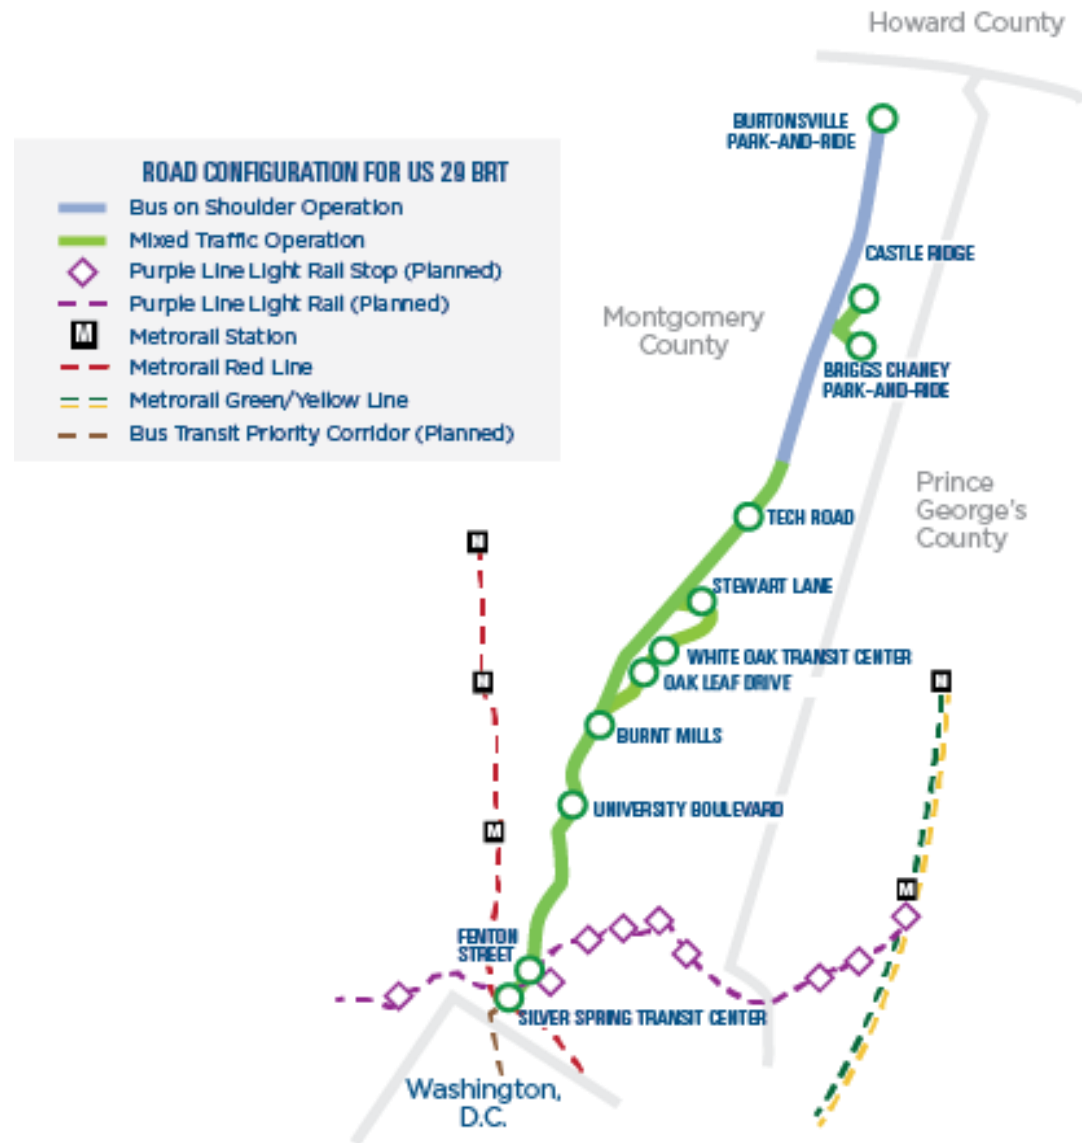 Howard County
BURTONSVILLE
PARK-AND-RIDE
ROAD CONFIGURATION FOR US 29 BRT
Bus on Shoulder Operation
Mixed Traffic Operation
Purple Line Light Rail Stop (Planned)
Purple Line Light Rail (Planned)
M
Metrorail Station
Metrorail Red Line
Metrorail Green/Yellow Line
Bus Transit Priority Corridor (Planned)
CASTLE RIDGE
Montgomery
County
BRIGGS CHANEY
PARK-AND-RIDE
Prince
George's
County
TECH ROAD
M
STEWART LANE
WHITE OAK TRANSIT CENTER
OAK LEAF DRIVE
M
M
BURNT MILLS
UNIVERSITY BOULEVARD
M
M
FENTON
STREET
SILVER SPRING TRANSIT CENTER
Washington,
D.C.